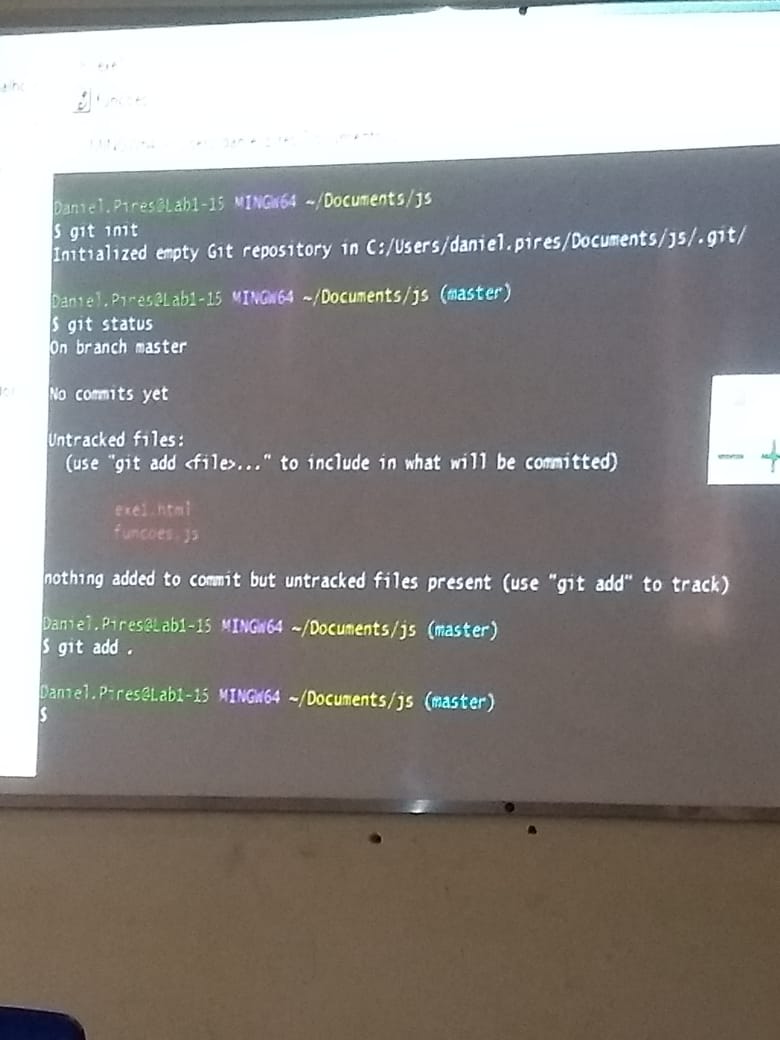 Daniel.Pires@Lab1-15 MINGW64 ~/Documents/js
$ git init
Initialized empty Git repository in C:/Users/daniel.pires/Documents/js/.git/
Daniel.Pires@Lab1-15 MINGW64 ~/Documents/js (master)
$ git status
On branch master
No commits yet
Untracked files:
(use "git add <file>..." to include in what will be committed)
exe1.html
funcoes.js
nothing added to commit but untracked files present (use "git add" to track)
Daniel.Pires@Lab1-15 MINGW64 ~/Documents/js (master)
$ git add .
Daniel.Pires@Lab1-15 MINGW64 ~/Documents/js (master)
$